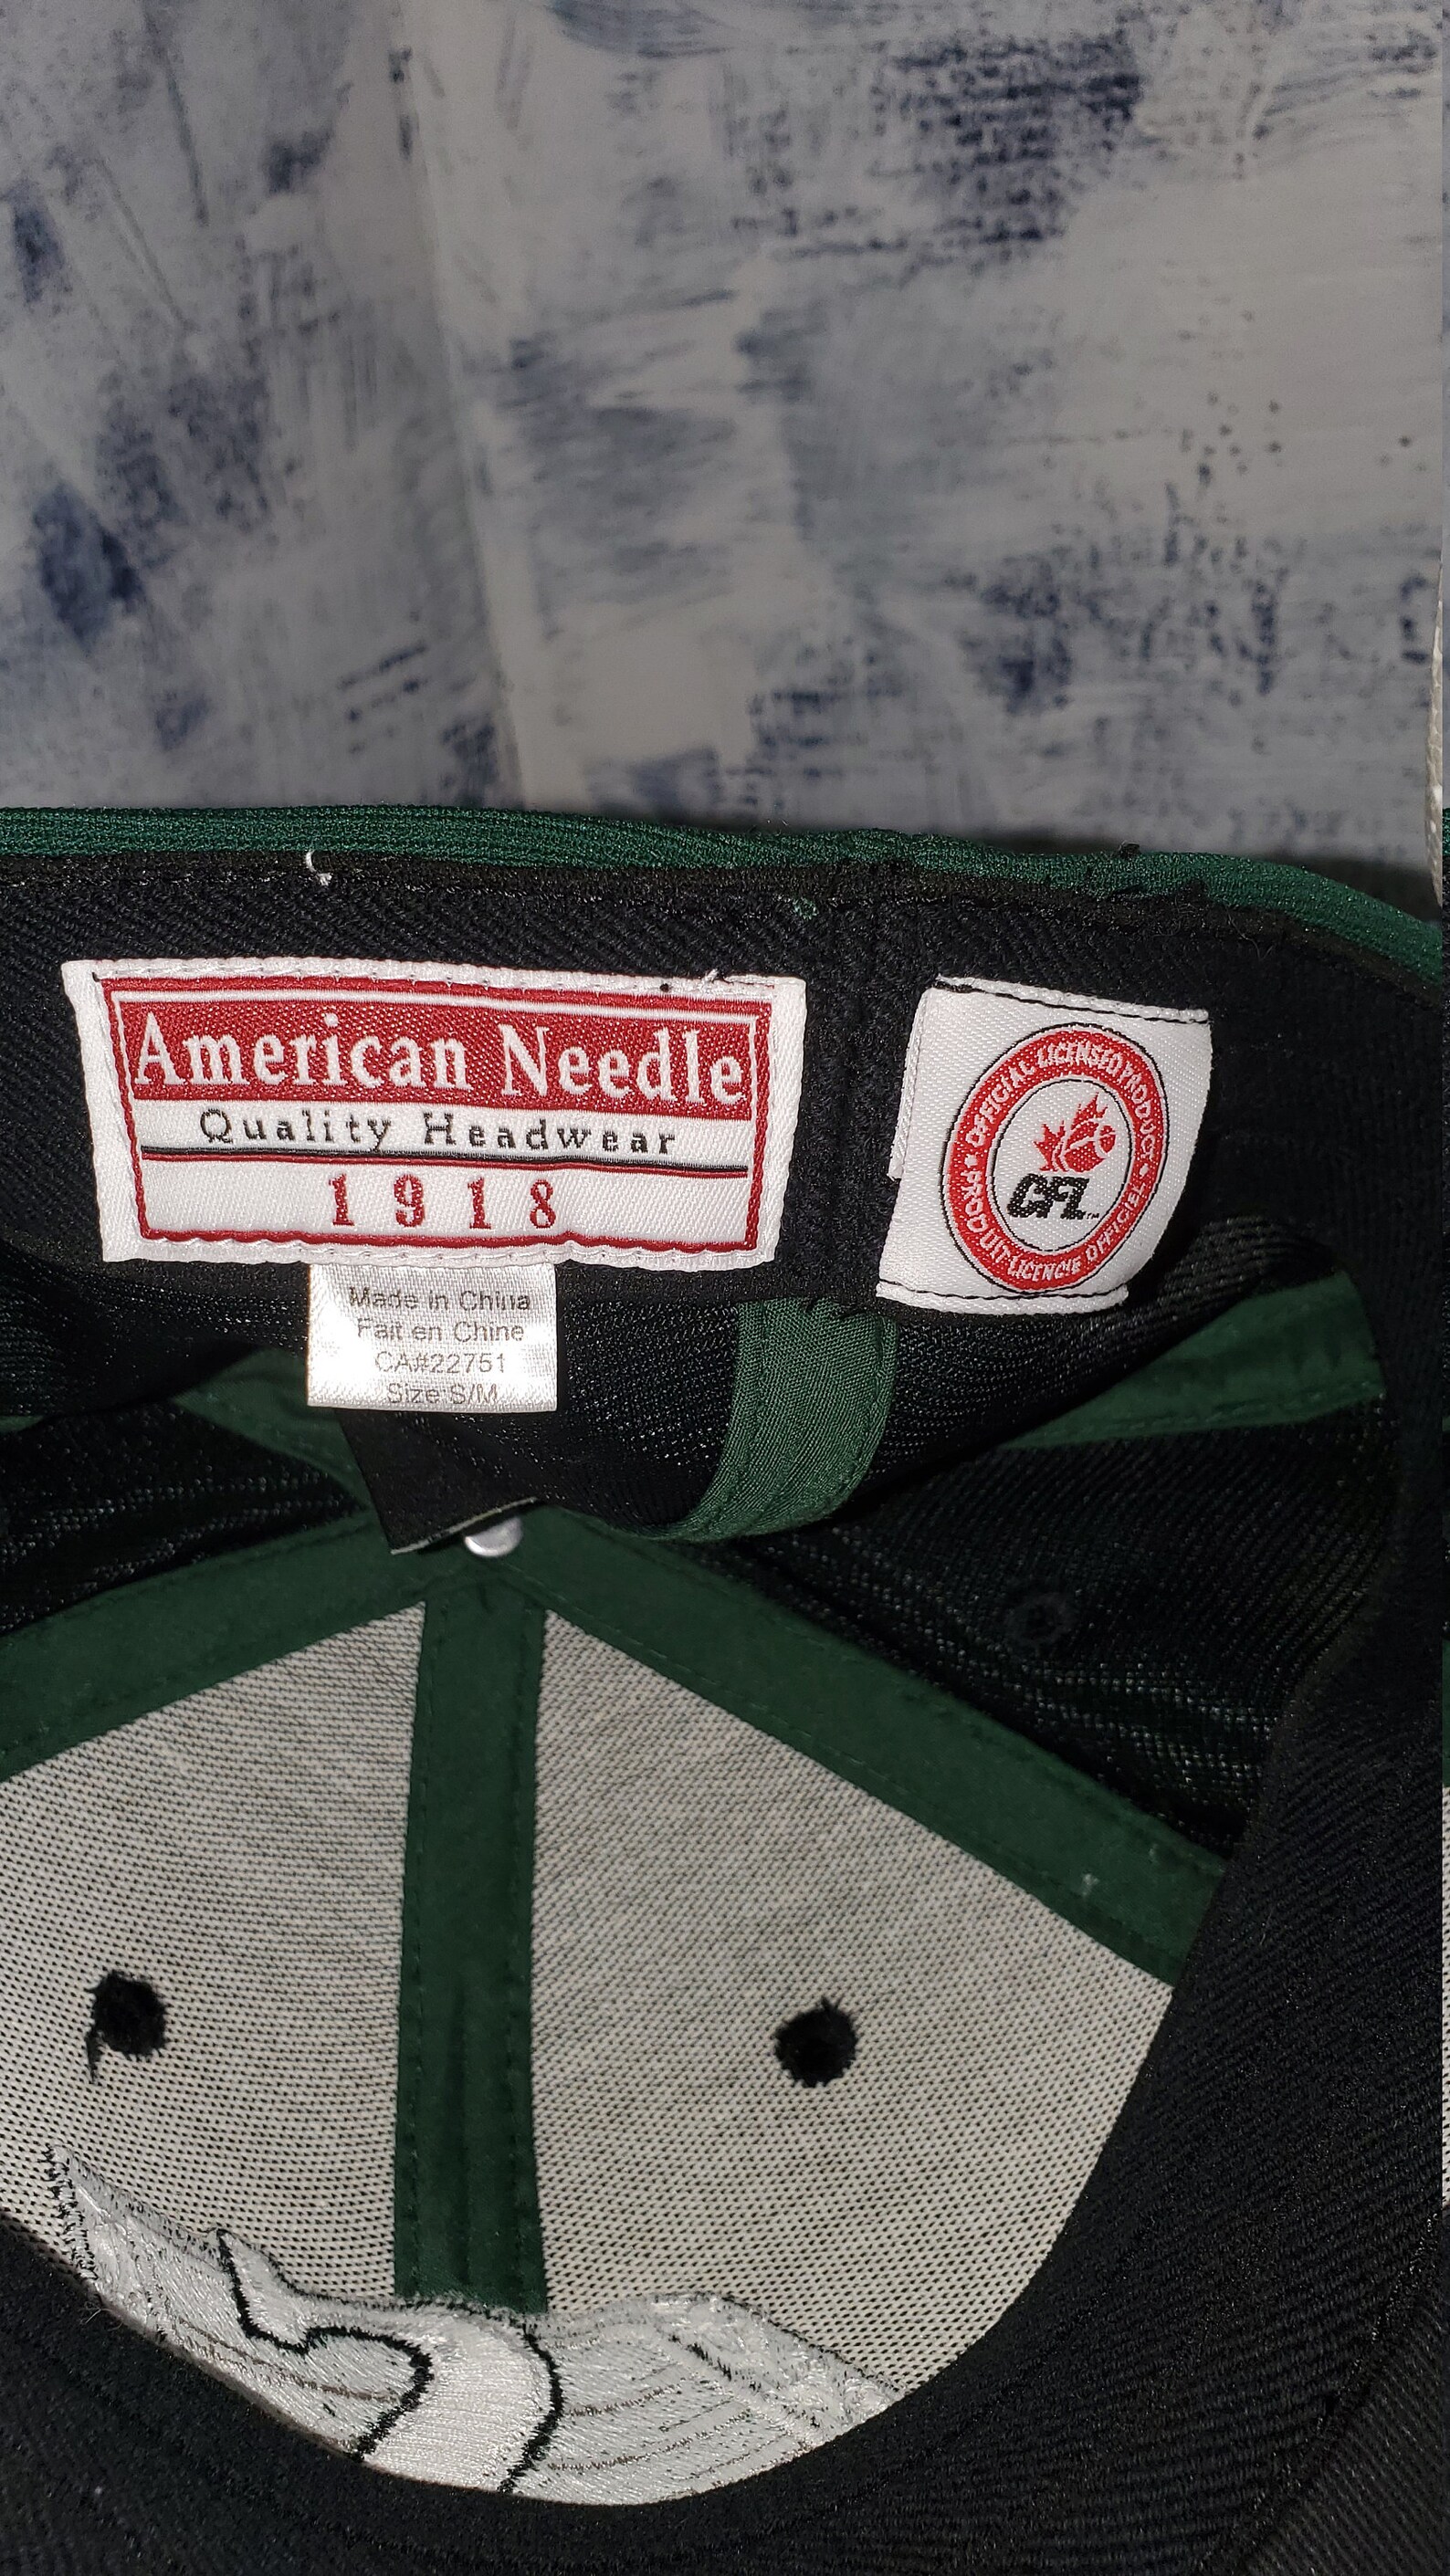 American Needle
Quality Headwear
1918
Made in China
Fait en Chine
CA#22751
Size S/M
OFFICIAL LICENSED PRODUCT
CFL™
PRODUIT LICENCIÉ OFFICIEL